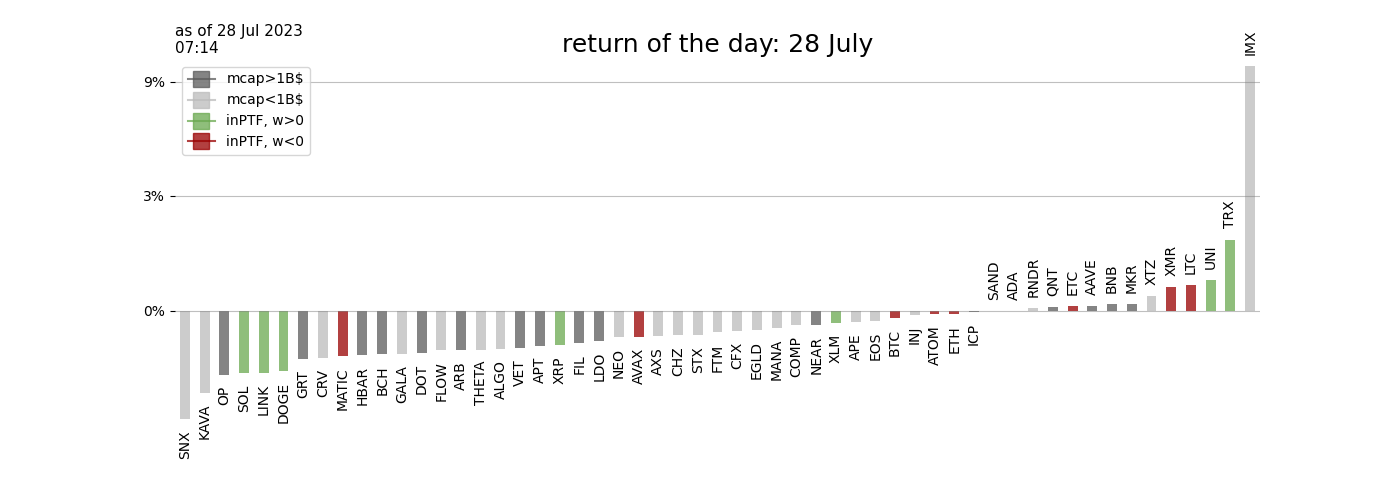 as of 28 Jul 2023
07:14
return of the day: 28 July
mcap>1B$
mcap<1B$
inPTF, w>0
inPTF, w<0
9%
3%
0%
SNX
KAVA
OP
SOL
LINK
DOGE
GRT
CRV
MATIC
HBAR
BCH
GALA
DOT
FLOW
ARB
THETA
ALGO
VET
APT
XRP
FIL
LDO
NEO
AVAX
AXS
CHZ
STX
FTM
CFX
EGLD
MANA
COMP
NEAR
XLM
APE
EOS
BTC
INJ
ATOM
ETH
ICP
SAND
ADA
RNDR
QNT
ETC
AAVE
BNB
MKR
XTZ
XMR
LTC
UNI
TRX
IMX